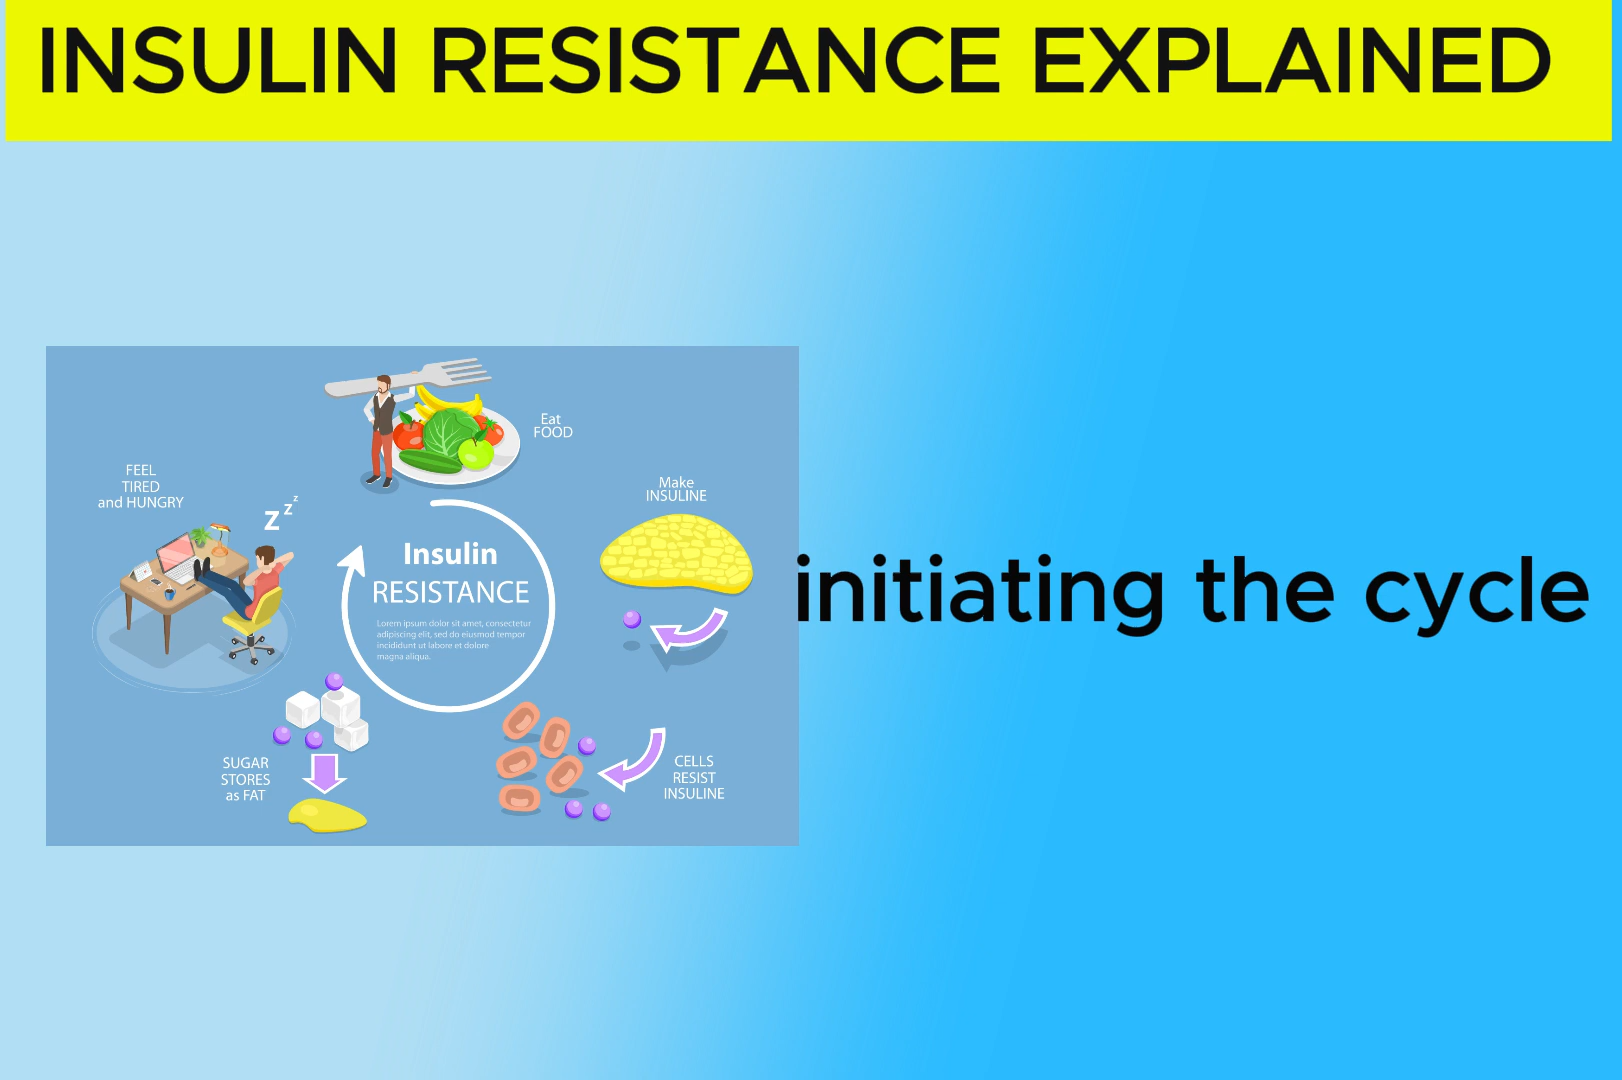 INSULIN RESISTANCE EXPLAINED
Eat
FOOD
Make
INSULINE
CELLS
RESIST
INSULINE
SUGAR
STORES
as FAT
FEEL
TIRED
and HUNGRY
z z z
Insulin
RESISTANCE
Lorem ipsum dolor sit amet, consectetur
adipiscing elit, sed do eiusmod tempor
incididunt ut labore et dolore
magna aliqua.
initiating the cycle